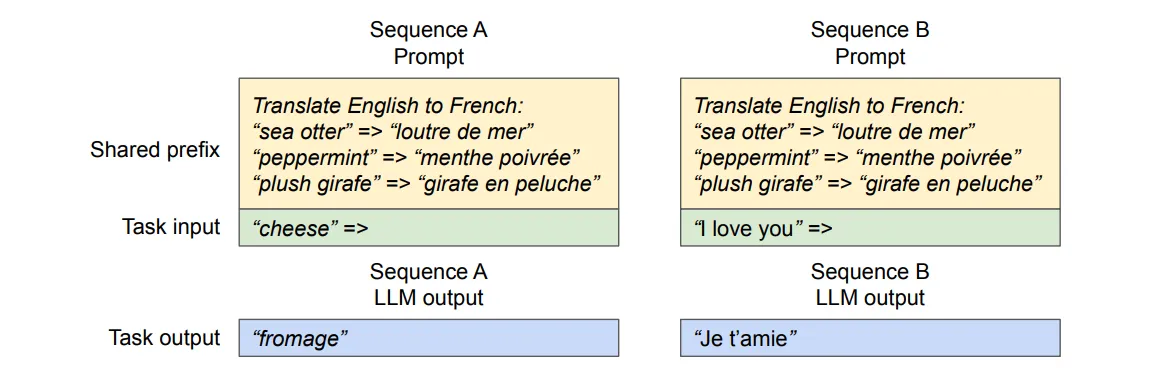 Sequence A
Prompt
Sequence B
Prompt
Shared prefix
Translate English to French:
“sea otter” => “loutre de mer”
“peppermint” => “menthe poivrée”
“plush girafe” => “girafe en peluche”
Translate English to French:
“sea otter” => “loutre de mer”
“peppermint” => “menthe poivrée”
“plush girafe” => “girafe en peluche”
Task input
“cheese” =>
“I love you” =>
Sequence A
LLM output
Sequence B
LLM output
Task output
“fromage”
“Je t’amie”